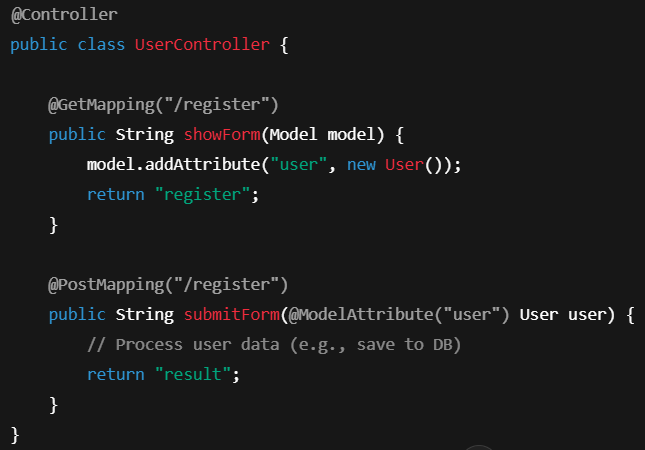 @Controller
public class UserController {
@GetMapping("/register")
public String showForm(Model model) {
model.addAttribute("user", new User());
return "register";
}
@PostMapping("/register")
public String submitForm(@ModelAttribute("user") User user) {
// Process user data (e.g., save to DB)
return "result";
}
}